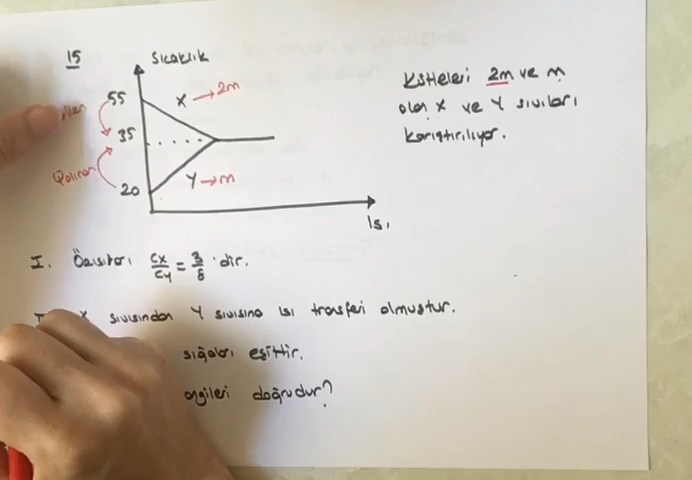 15
Sıcaklık
Kütleleri 2m ve m
olan X ve Y sıvıları
karıştırılıyor.
55
X → 2m
35
Y → m
20
Isı
I. Özısıları cx/cy = 3/8 'dir.
X sıvısından Y sıvısına ısı transferi olmuştur.
sığaları eşittir.
doğrudur?